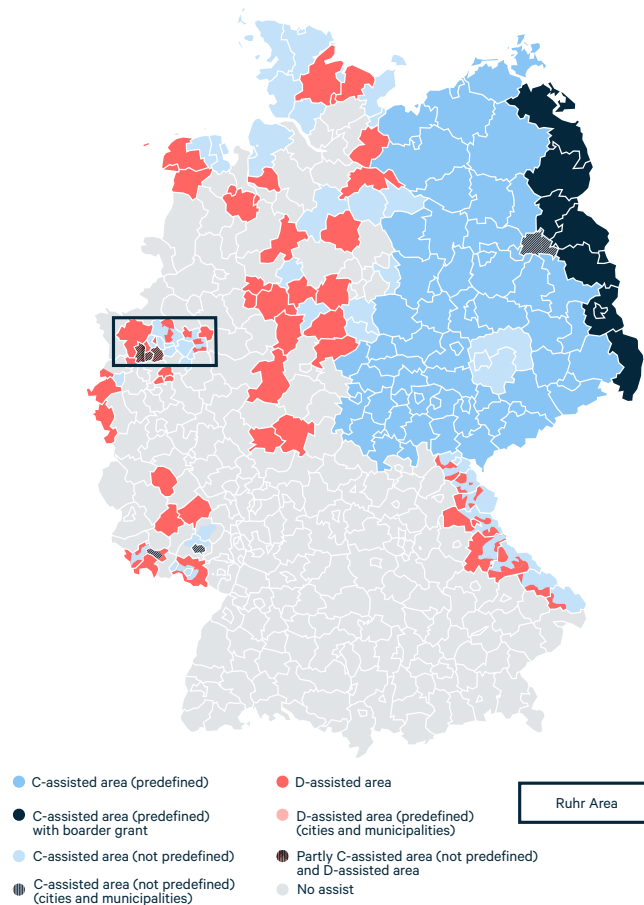 C-assisted area (predefined)
C-assisted area (predefined)
with boarder grant
C-assisted area (not predefined)
C-assisted area (not predefined)
(cities and municipalities)
D-assisted area
D-assisted area (predefined)
(cities and municipalities)
Partly C-assisted area (not predefined)
and D-assisted area
No assist
Ruhr Area